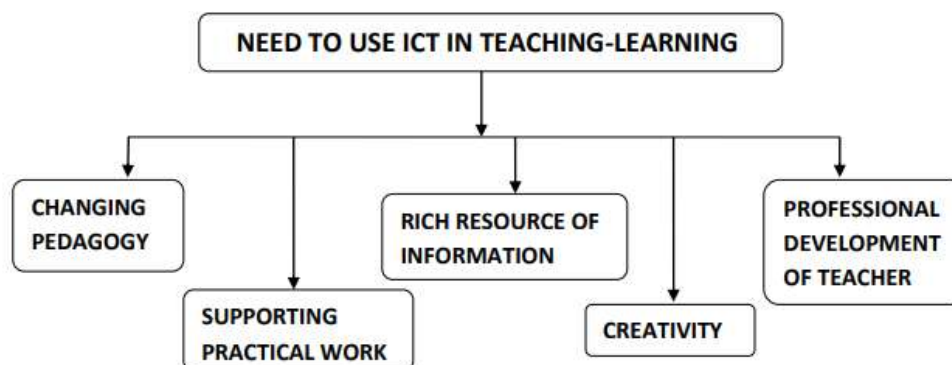 NEED TO USE ICT IN TEACHING-LEARNING
CHANGING
PEDAGOGY
SUPPORTING
PRACTICAL WORK
RICH RESOURCE OF
INFORMATION
CREATIVITY
PROFESSIONAL
DEVELOPMENT
OF TEACHER